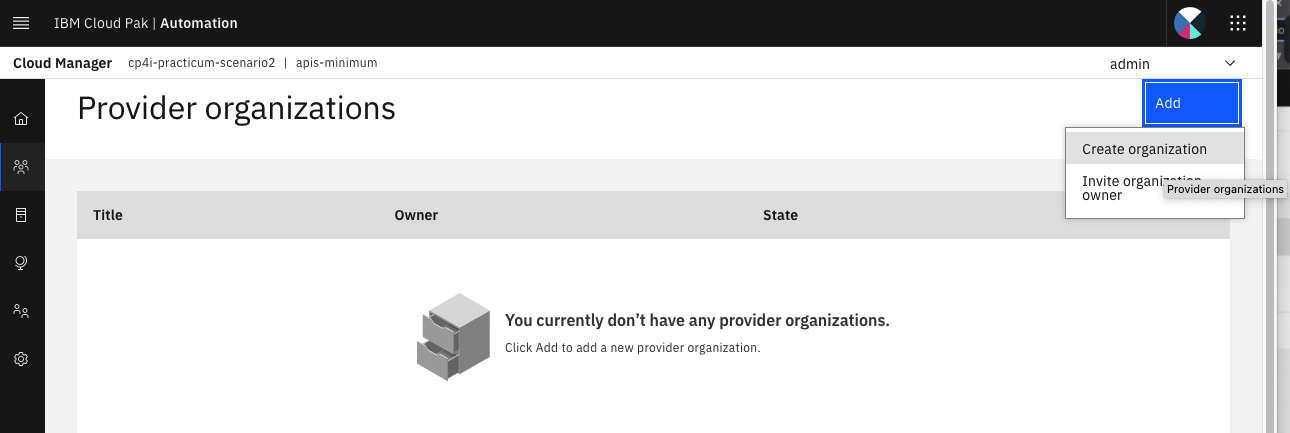 IBM Cloud Pak | Automation
Cloud Manager cp4i-practicum-scenario2 | apis-minimum admin
Provider organizations
Add
Create organization
Invite organization
owner
Provider organizations
Title Owner State
You currently don’t have any provider organizations.
Click Add to add a new provider organization.